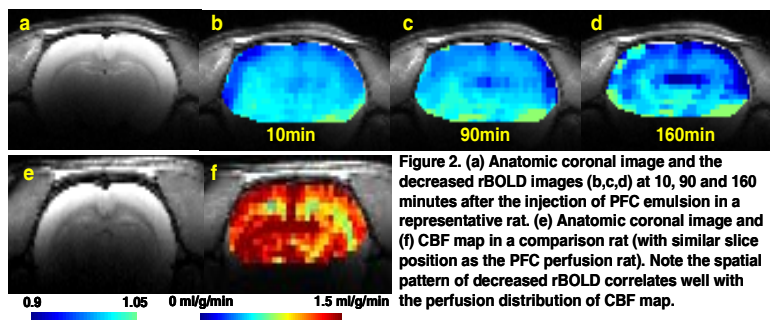 a
b
c
d
10min
90min
160min
e
f
Figure 2. (a) Anatomic coronal image and the
decreased rBOLD images (b,c,d) at 10, 90 and 160
minutes after the injection of PFC emulsion in a
representative rat. (e) Anatomic coronal image and
(f) CBF map in a comparison rat (with similar slice
position as the PFC perfusion rat). Note the spatial
pattern of decreased rBOLD correlates well with
the perfusion distribution of CBF map.
0.9 1.05 0 ml/g/min 1.5 ml/g/min